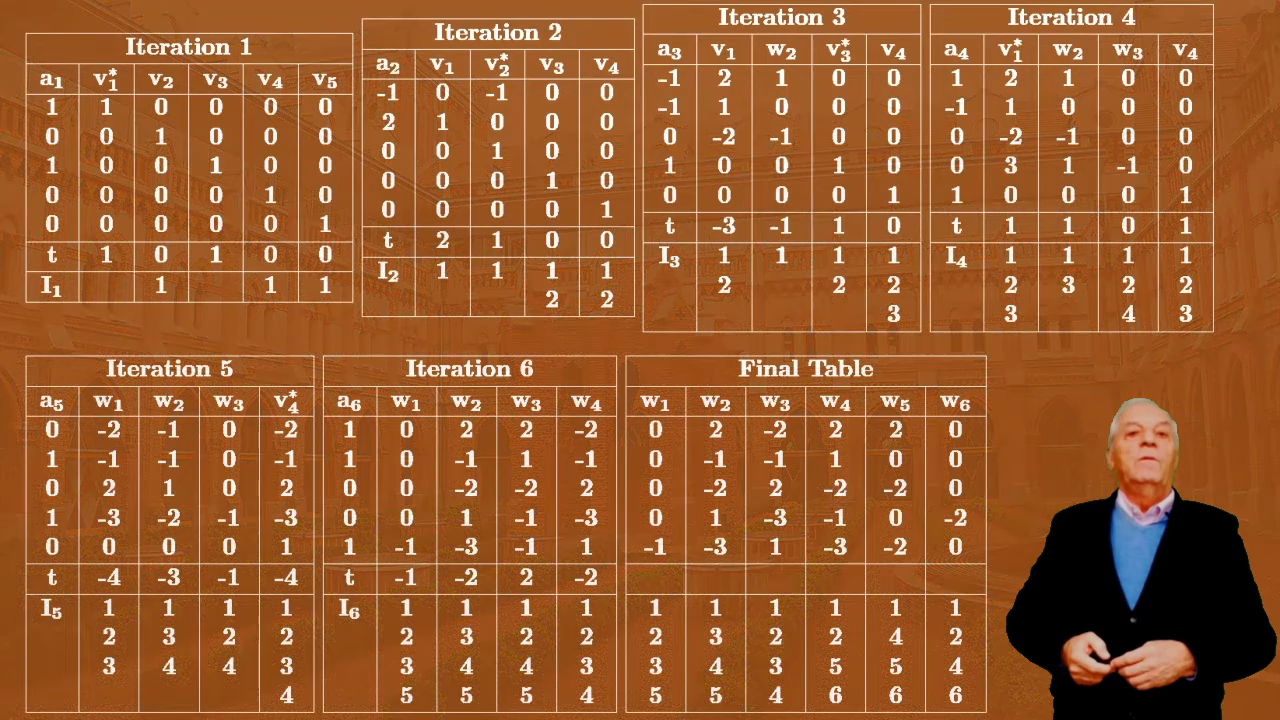 Iteration 1
a₁ v₁* v₂ v₃ v₄ v₅
1 1 0 0 0 0
0 0 1 0 0 0
1 0 0 1 0 0
0 0 0 0 1 0
0 0 0 0 0 1
t 1 0 1 0 0
I₁ 1 1 1
Iteration 2
a₂ v₁ v₂* v₃ v₄
-1 0 -1 0 0
2 1 0 0 0
0 0 1 0 0
0 0 0 1 0
0 0 0 0 1
t 2 1 0 0
I₂ 1 1 1 1
2 2
Iteration 3
a₃ v₁ w₂ v₃* v₄
-1 2 1 0 0
-1 1 0 0 0
0 -2 -1 0 0
1 0 0 1 0
0 0 0 0 1
t -3 -1 1 0
I₃ 1 1 1 1
2 2 2
3
Iteration 4
a₄ v₁* w₂ w₃ v₄
1 2 1 0 0
-1 1 0 0 0
0 -2 -1 0 0
0 3 1 -1 0
1 0 0 0 1
t 1 1 0 1
I₄ 1 1 1 1
2 3 2 2
3 4 3
Iteration 5
a₅ w₁ w₂ w₃ v₄*
0 -2 -1 0 -2
1 -1 -1 0 -1
0 2 1 0 2
1 -3 -2 -1 -3
0 0 0 0 1
t -4 -3 -1 -4
I₅ 1 1 1 1
2 3 2 2
3 4 4 3
4
Iteration 6
a₆ w₁ w₂ w₃ w₄
1 0 2 2 -2
1 0 -1 1 -1
0 0 -2 -2 2
0 0 1 -1 -3
1 -1 -3 -1 1
t -1 -2 2 -2
I₆ 1 1 1 1
2 3 2 2
3 4 4 3
5 5 5 4
Final Table
w₁ w₂ w₃ w₄ w₅ w₆
0 2 -2 2 2 0
0 -1 -1 1 0 0
0 -2 2 -2 -2 0
0 1 -3 -1 0 -2
-1 -3 1 -3 -2 0
1 1 1 1 1 1
2 3 2 2 4 2
3 4 3 5 5 4
5 5 4 6 6 6